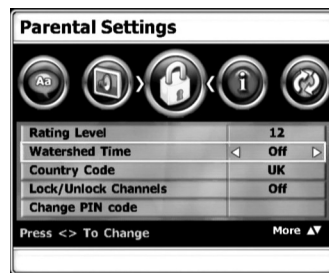 Parental Settings
Aa
Rating Level 12
Watershed Time Off
Country Code UK
Lock/Unlock Channels Off
Change PIN code
Press <> To Change More ▲▼